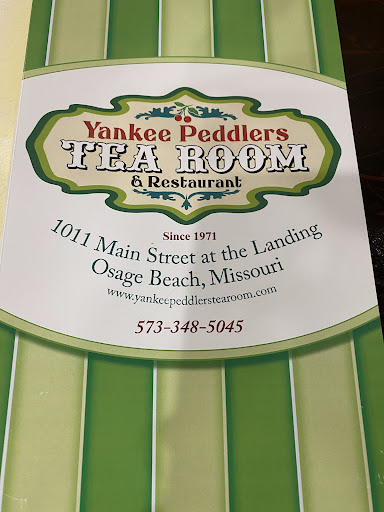 Yankee Peddlers
TEA ROOM
& Restaurant
Since 1971
1011 Main Street at the Landing
Osage Beach, Missouri
www.yankeepeddlerstearoom.com
573-348-5045